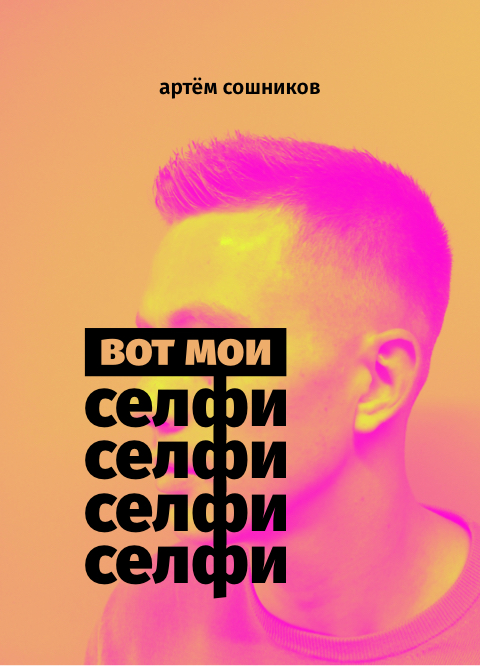 артём сошников
ВОТ МОИ
селфи
селфи
селфи
селфи